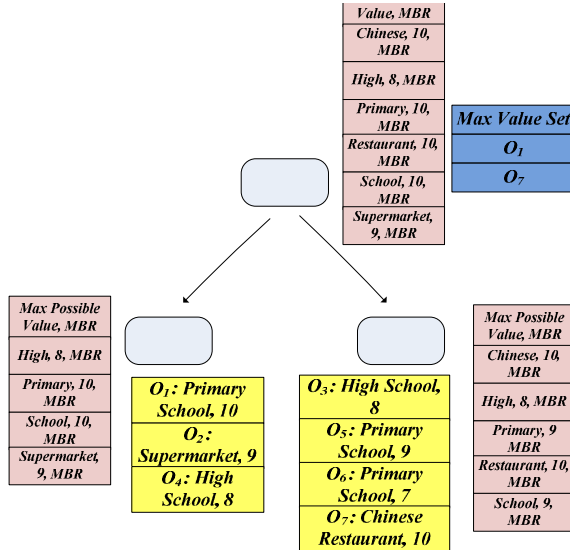 Value, MBR
Chinese, 10,
MBR
High, 8, MBR
Primary, 10,
MBR
Restaurant, 10,
MBR
School, 10,
MBR
Supermarket,
9, MBR
Max Value Set
O1
O7
Max Possible
Value, MBR
High, 8, MBR
Primary, 10,
MBR
School, 10,
MBR
Supermarket,
9, MBR
O1: Primary
School, 10
O2:
Supermarket, 9
O4: High
School, 8
O3: High School,
8
O5: Primary
School, 9
O6: Primary
School, 7
O7: Chinese
Restaurant, 10
Max Possible
Value, MBR
Chinese, 10,
MBR
High, 8, MBR
Primary, 9
MBR
Restaurant, 10,
MBR
School, 9,
MBR